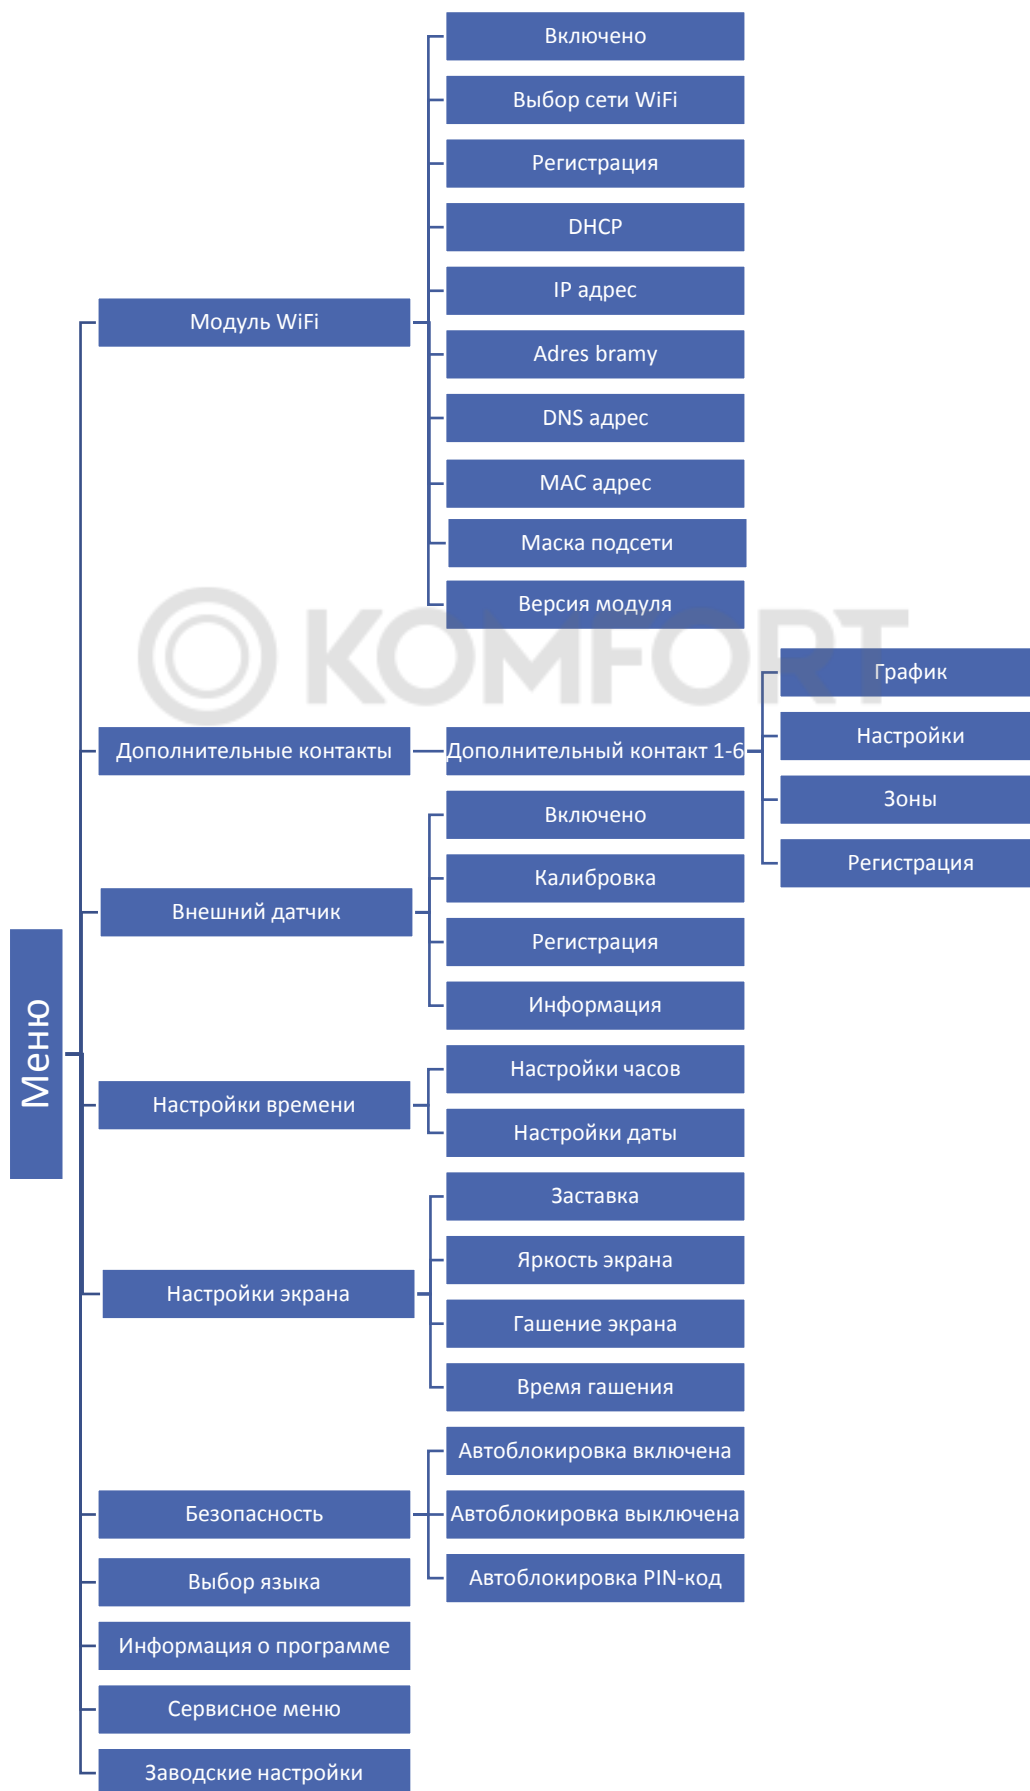 Меню
Модуль WiFi
Включено
Выбор сети WiFi
Регистрация
DHCP
IP адрес
Adres bramy
DNS адрес
MAC адрес
Маска подсети
Версия модуля
KOMFORT
Дополнительные контакты
Дополнительный контакт 1-6
График
Настройки
Зоны
Регистрация
Внешний датчик
Включено
Калибровка
Регистрация
Информация
Настройки времени
Настройки часов
Настройки даты
Настройки экрана
Заставка
Яркость экрана
Гашение экрана
Время гашения
Безопасность
Автоблокировка включена
Автоблокировка выключена
Автоблокировка PIN-код
Выбор языка
Информация о программе
Сервисное меню
Заводские настройки